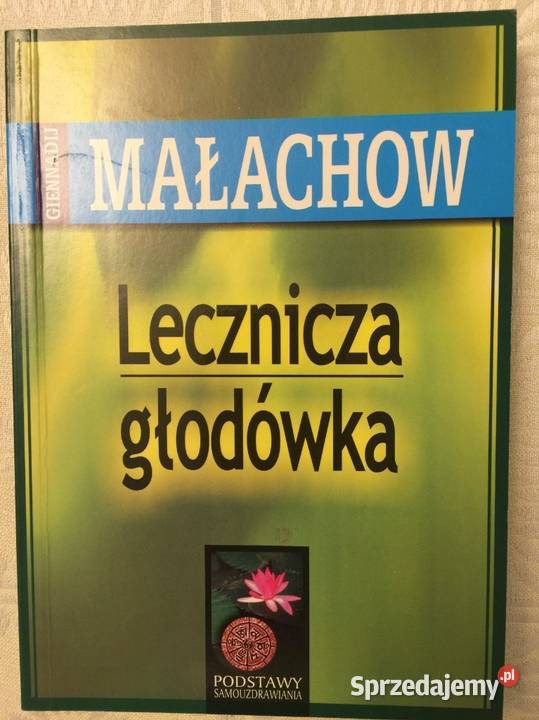 GIENNADIJ
MAŁACHOW
Lecznicza
głodówka
PODSTAWY
SAMOUZDRAWIANIA
Sprzedajemy.pl